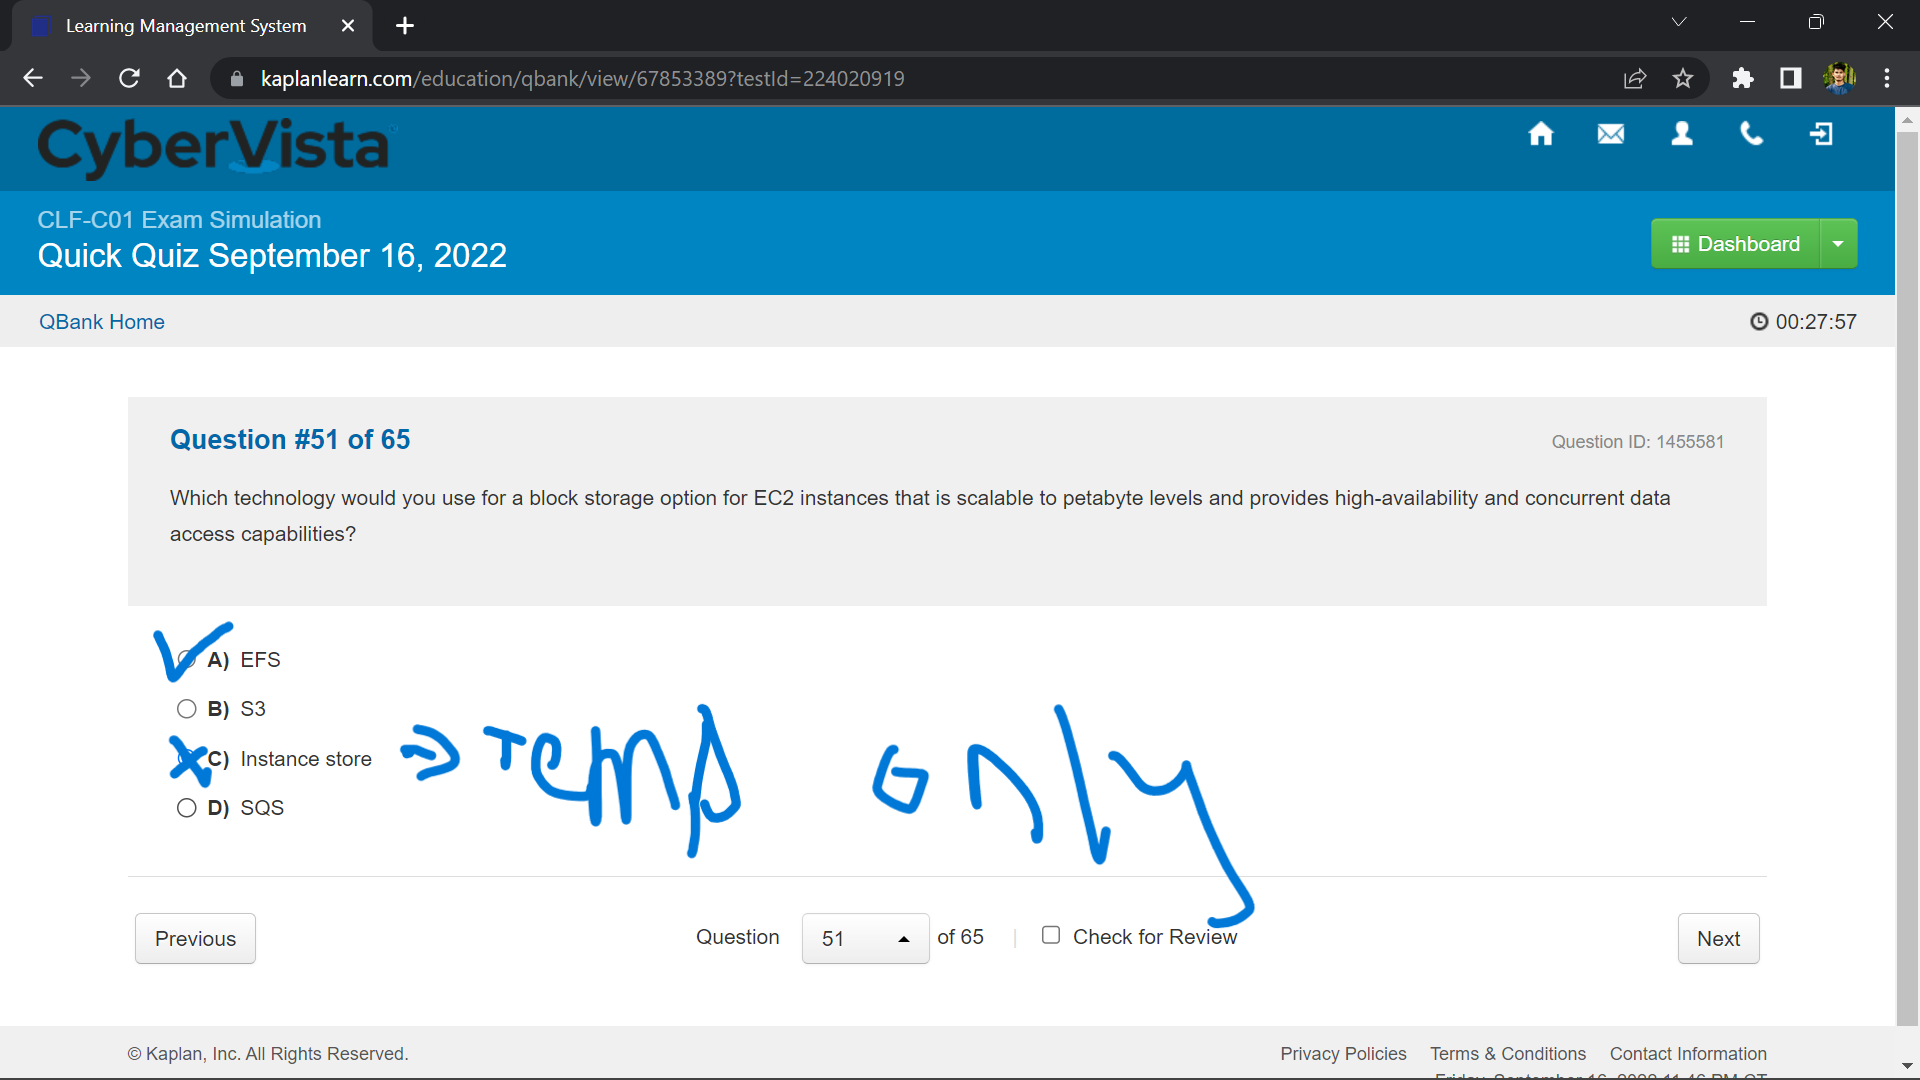 Learning Management System
kaplanlearn.com/education/qbank/view/67853389?testId=224020919
CyberVista
CLF-C01 Exam Simulation
Quick Quiz September 16, 2022
Dashboard
QBank Home
00:27:57
Question #51 of 65
Question ID: 1455581
Which technology would you use for a block storage option for EC2 instances that is scalable to petabyte levels and provides high-availability and concurrent data
access capabilities?
A) EFS
B) S3
C) Instance store => Temp only
D) SQS
Previous
Question 51 of 65 | Check for Review
Next
© Kaplan, Inc. All Rights Reserved.
Privacy Policies Terms & Conditions Contact Information